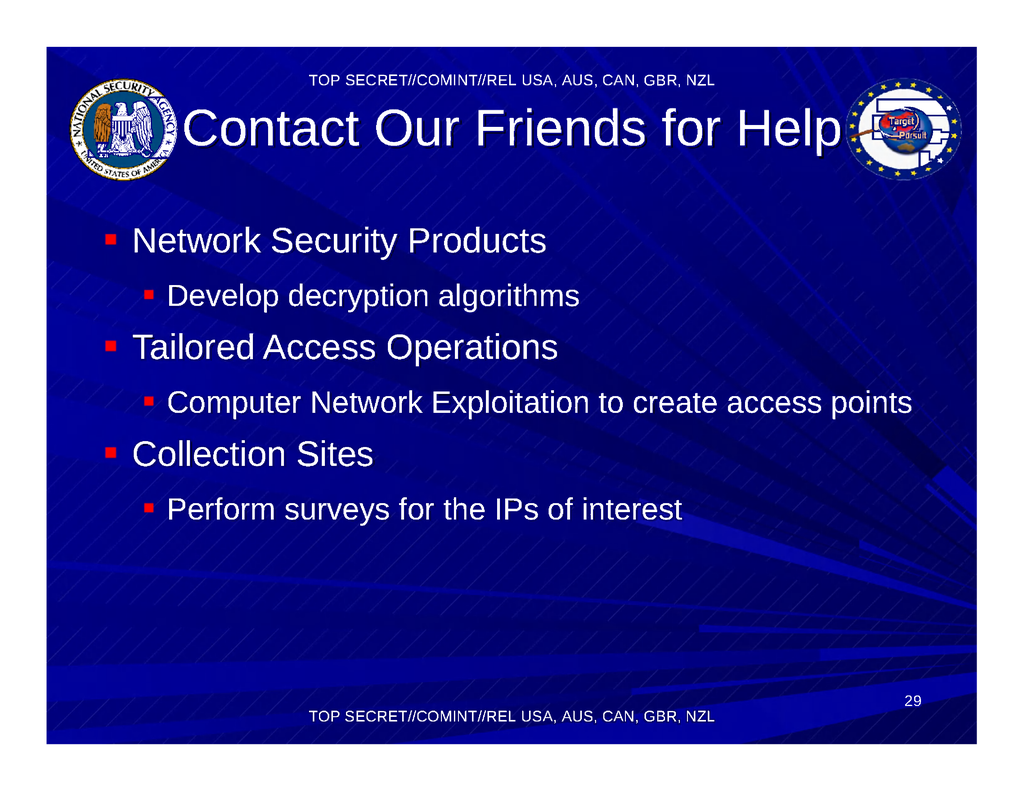 TOP SECRET//COMINT//REL USA, AUS, CAN, GBR, NZL
NATIONAL SECURITY AGENCY
UNITED STATES OF AMERICA
Contact Our Friends for Help
Target
Pursuit
Network Security Products
Develop decryption algorithms
Tailored Access Operations
Computer Network Exploitation to create access points
Collection Sites
Perform surveys for the IPs of interest
29
TOP SECRET//COMINT//REL USA, AUS, CAN, GBR, NZL